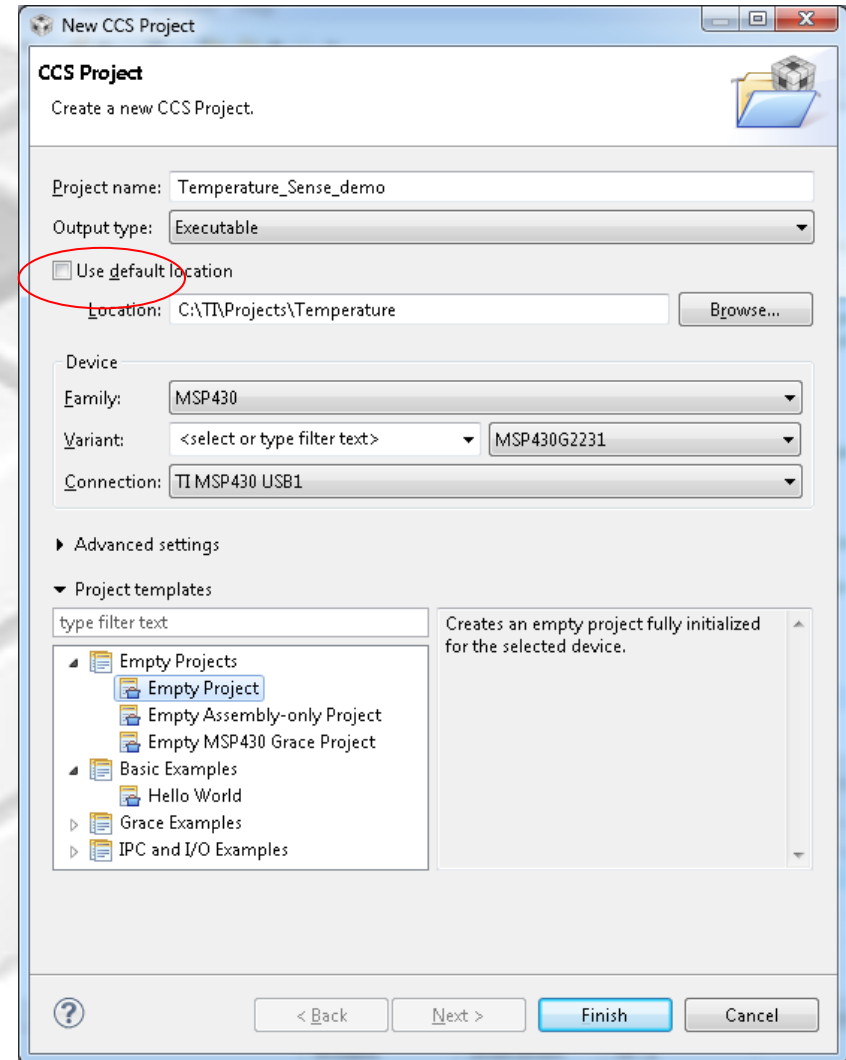 New CCS Project
CCS Project
Create a new CCS Project.
Project name: Temperature_Sense_demo
Output type: Executable
Use default location
Location: C:\TI\Projects\Temperature Browse...
Device
Family: MSP430
Variant: <select or type filter text> MSP430G2231
Connection: TI MSP430 USB1
Advanced settings
Project templates
type filter text
Creates an empty project fully initialized
for the selected device.
Empty Projects
Empty Project
Empty Assembly-only Project
Empty MSP430 Grace Project
Basic Examples
Hello World
Grace Examples
IPC and I/O Examples
? < Back Next > Finish Cancel